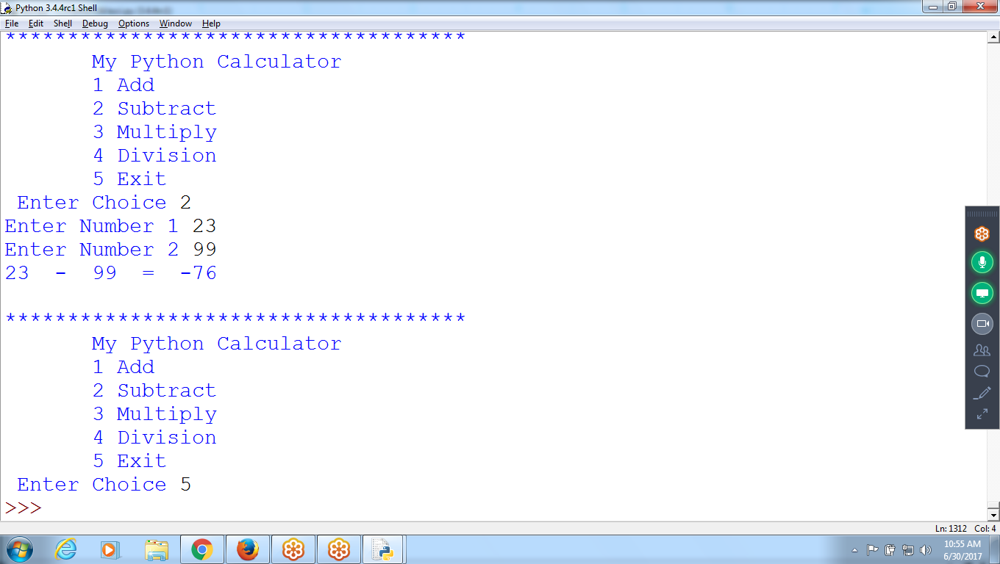 Python 3.4.4rc1 Shell
File Edit Shell Debug Options Window Help
*************************************
My Python Calculator
1 Add
2 Subtract
3 Multiply
4 Division
5 Exit
Enter Choice 2
Enter Number 1 23
Enter Number 2 99
23 - 99 = -76
*************************************
My Python Calculator
1 Add
2 Subtract
3 Multiply
4 Division
5 Exit
Enter Choice 5
>>>
Ln: 1312 Col: 4
10:55 AM
6/30/2017